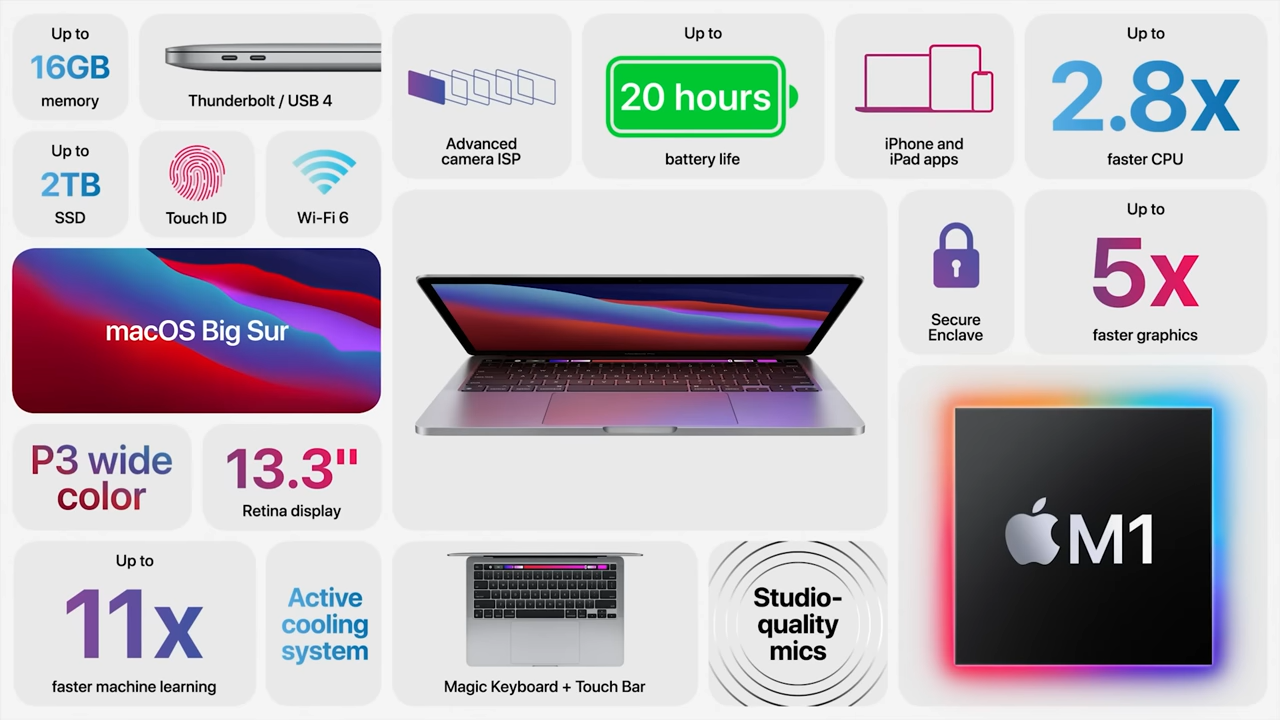 Up to
16GB
memory
Thunderbolt / USB 4
Advanced
camera ISP
Up to
20 hours
battery life
iPhone and
iPad apps
Up to
2.8x
faster CPU
Up to
2TB
SSD
Touch ID
Wi-Fi 6
macOS Big Sur
Secure
Enclave
Up to
5x
faster graphics
P3 wide
color
13.3"
Retina display
M1
Up to
11x
faster machine learning
Active
cooling
system
Magic Keyboard + Touch Bar
Studio-
quality
mics